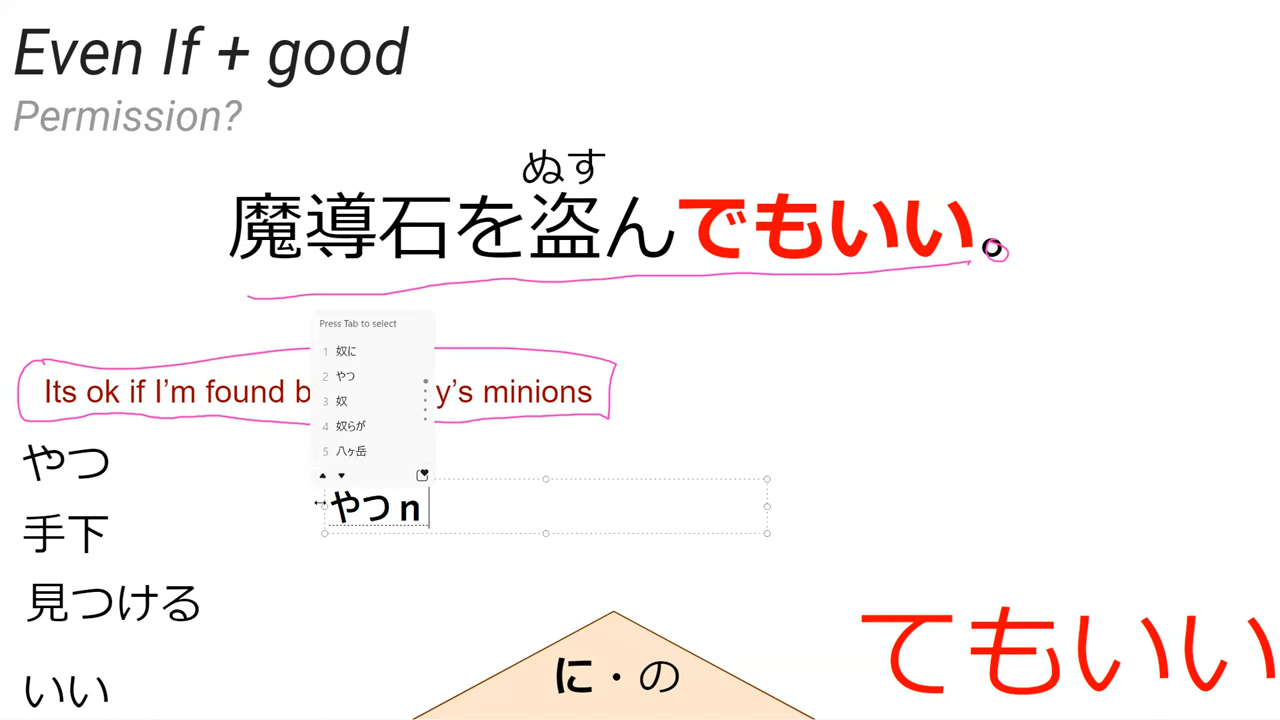 Even If + good
Permission?
ぬす
魔導石を盗んでもいい。
Press Tab to select
1 奴に
2 やつ
3 奴
4 奴らが
5 八ヶ岳
Its ok if I'm found b y's minions
やつ
やつn
手下
見つける
に・の
てもいい
いい